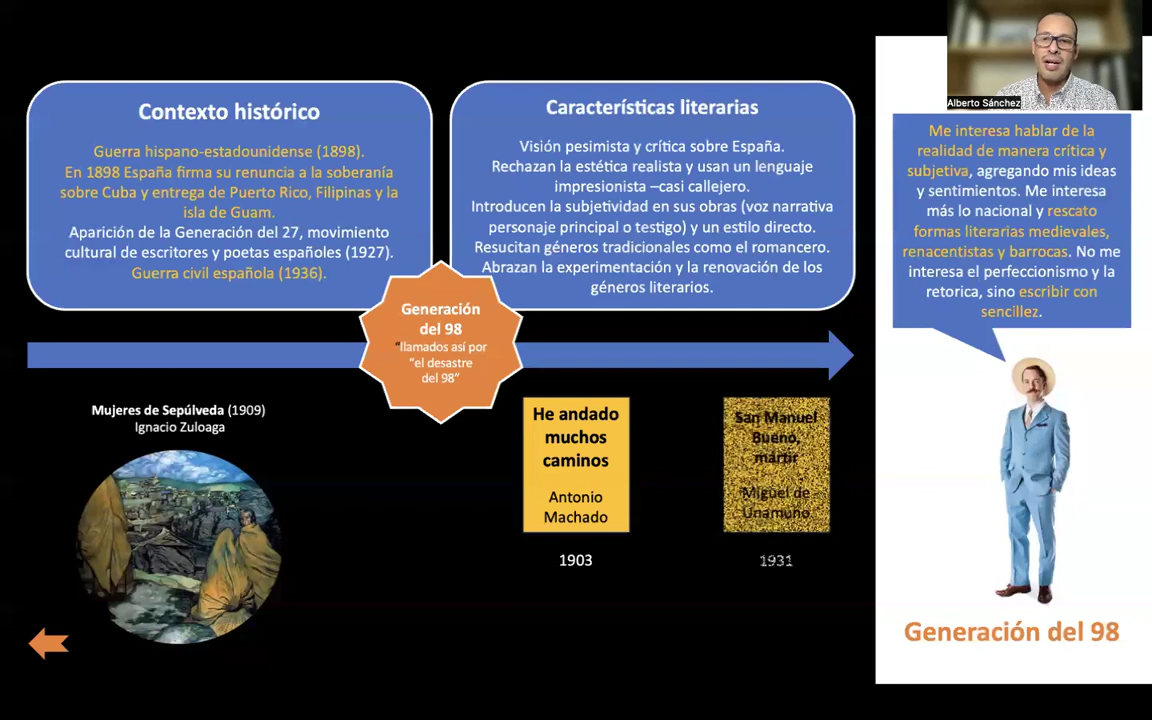 Contexto histórico
Guerra hispano-estadounidense (1898).
En 1898 España firma su renuncia a la soberanía
sobre Cuba y entrega de Puerto Rico, Filipinas y la
isla de Guam.
Aparición de la Generación del 27, movimiento
cultural de escritores y poetas españoles (1927).
Guerra civil española (1936).
Características literarias
Visión pesimista y crítica sobre España.
Rechazan la estética realista y usan un lenguaje
impresionista –casi callejero.
Introducen la subjetividad en sus obras (voz narrativa
personaje principal o testigo) y un estilo directo.
Resucitan géneros tradicionales como el romancero.
Abrazan la experimentación y la renovación de los
géneros literarios.
Alberto Sánchez
Me interesa hablar de la
realidad de manera crítica y
subjetiva, agregando mis ideas
y sentimientos. Me interesa
más lo nacional y rescato
formas literarias medievales,
renacentistas y barrocas. No me
interesa el perfeccionismo y la
retorica, sino escribir con
sencillez.
Generación
del 98
"llamados así por
"el desastre
del 98"
Mujeres de Sepúlveda (1909)
Ignacio Zuloaga
He andado
muchos
caminos
Antonio
Machado
1903
San Manuel
Bueno,
mártir
Miguel de
Unamuno
1931
Generación del 98